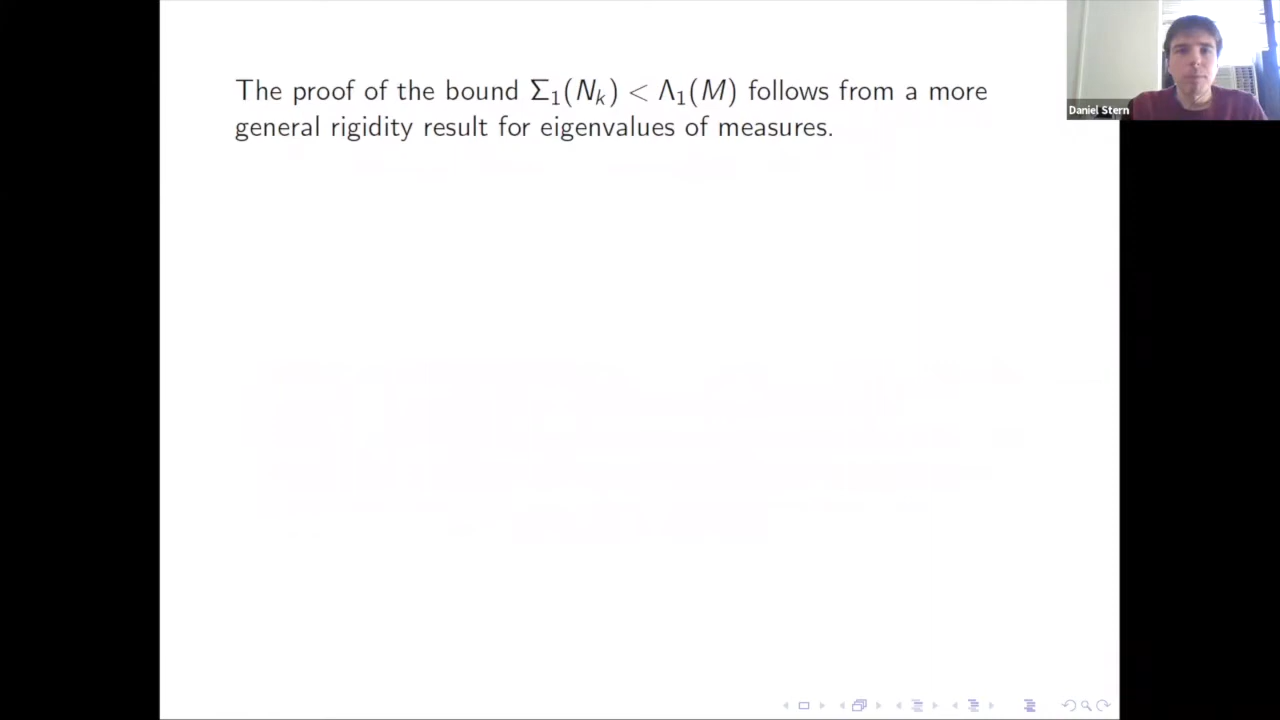 The proof of the bound Σ₁(Nₖ) < Λ₁(M) follows from a more
general rigidity result for eigenvalues of measures.
Daniel Stern